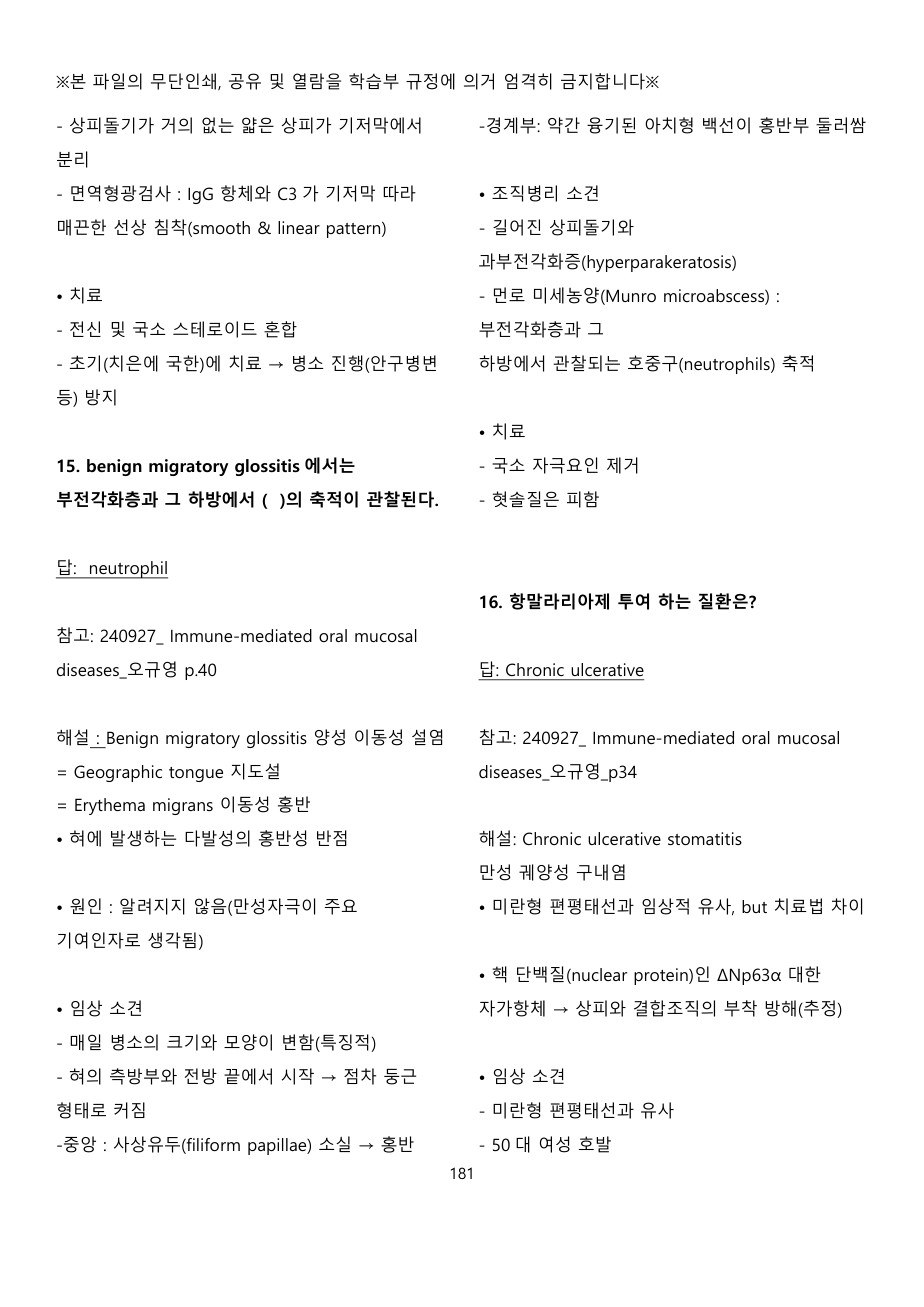 ※본 파일의 무단인쇄, 공유 및 열람을 학습부 규정에 의거 엄격히 금지합니다※
- 상피돌기가 거의 없는 얇은 상피가 기저막에서
분리
- 면역형광검사 : IgG 항체와 C3 가 기저막 따라
매끈한 선상 침착(smooth & linear pattern)
• 치료
- 전신 및 국소 스테로이드 혼합
- 초기(치은에 국한)에 치료 → 병소 진행(안구병변
등) 방지
15. benign migratory glossitis 에서는
부전각화층과 그 하방에서 (  )의 축적이 관찰된다.
답:  neutrophil
참고: 240927_ Immune-mediated oral mucosal
diseases_오규영 p.40
해설 : Benign migratory glossitis 양성 이동성 설염
= Geographic tongue 지도설
= Erythema migrans 이동성 홍반
• 혀에 발생하는 다발성의 홍반성 반점
• 원인 : 알려지지 않음(만성자극이 주요
기여인자로 생각됨)
• 임상 소견
- 매일 병소의 크기와 모양이 변함(특징적)
- 혀의 측방부와 전방 끝에서 시작 → 점차 둥근
형태로 커짐
-중앙 : 사상유두(filiform papillae) 소실 → 홍반
-경계부: 약간 융기된 아치형 백선이 홍반부 둘러쌈
• 조직병리 소견
- 길어진 상피돌기와
과부전각화증(hyperparakeratosis)
- 먼로 미세농양(Munro microabscess) :
부전각화층과 그
하방에서 관찰되는 호중구(neutrophils) 축적
• 치료
- 국소 자극요인 제거
- 혓솔질은 피함
16. 항말라리아제 투여 하는 질환은?
답: Chronic ulcerative
참고: 240927_ Immune-mediated oral mucosal
diseases_오규영_p34
해설: Chronic ulcerative stomatitis
만성 궤양성 구내염
• 미란형 편평태선과 임상적 유사, but 치료법 차이
• 핵 단백질(nuclear protein)인 ΔNp63α 대한
자가항체 → 상피와 결합조직의 부착 방해(추정)
• 임상 소견
- 미란형 편평태선과 유사
- 50 대 여성 호발
181